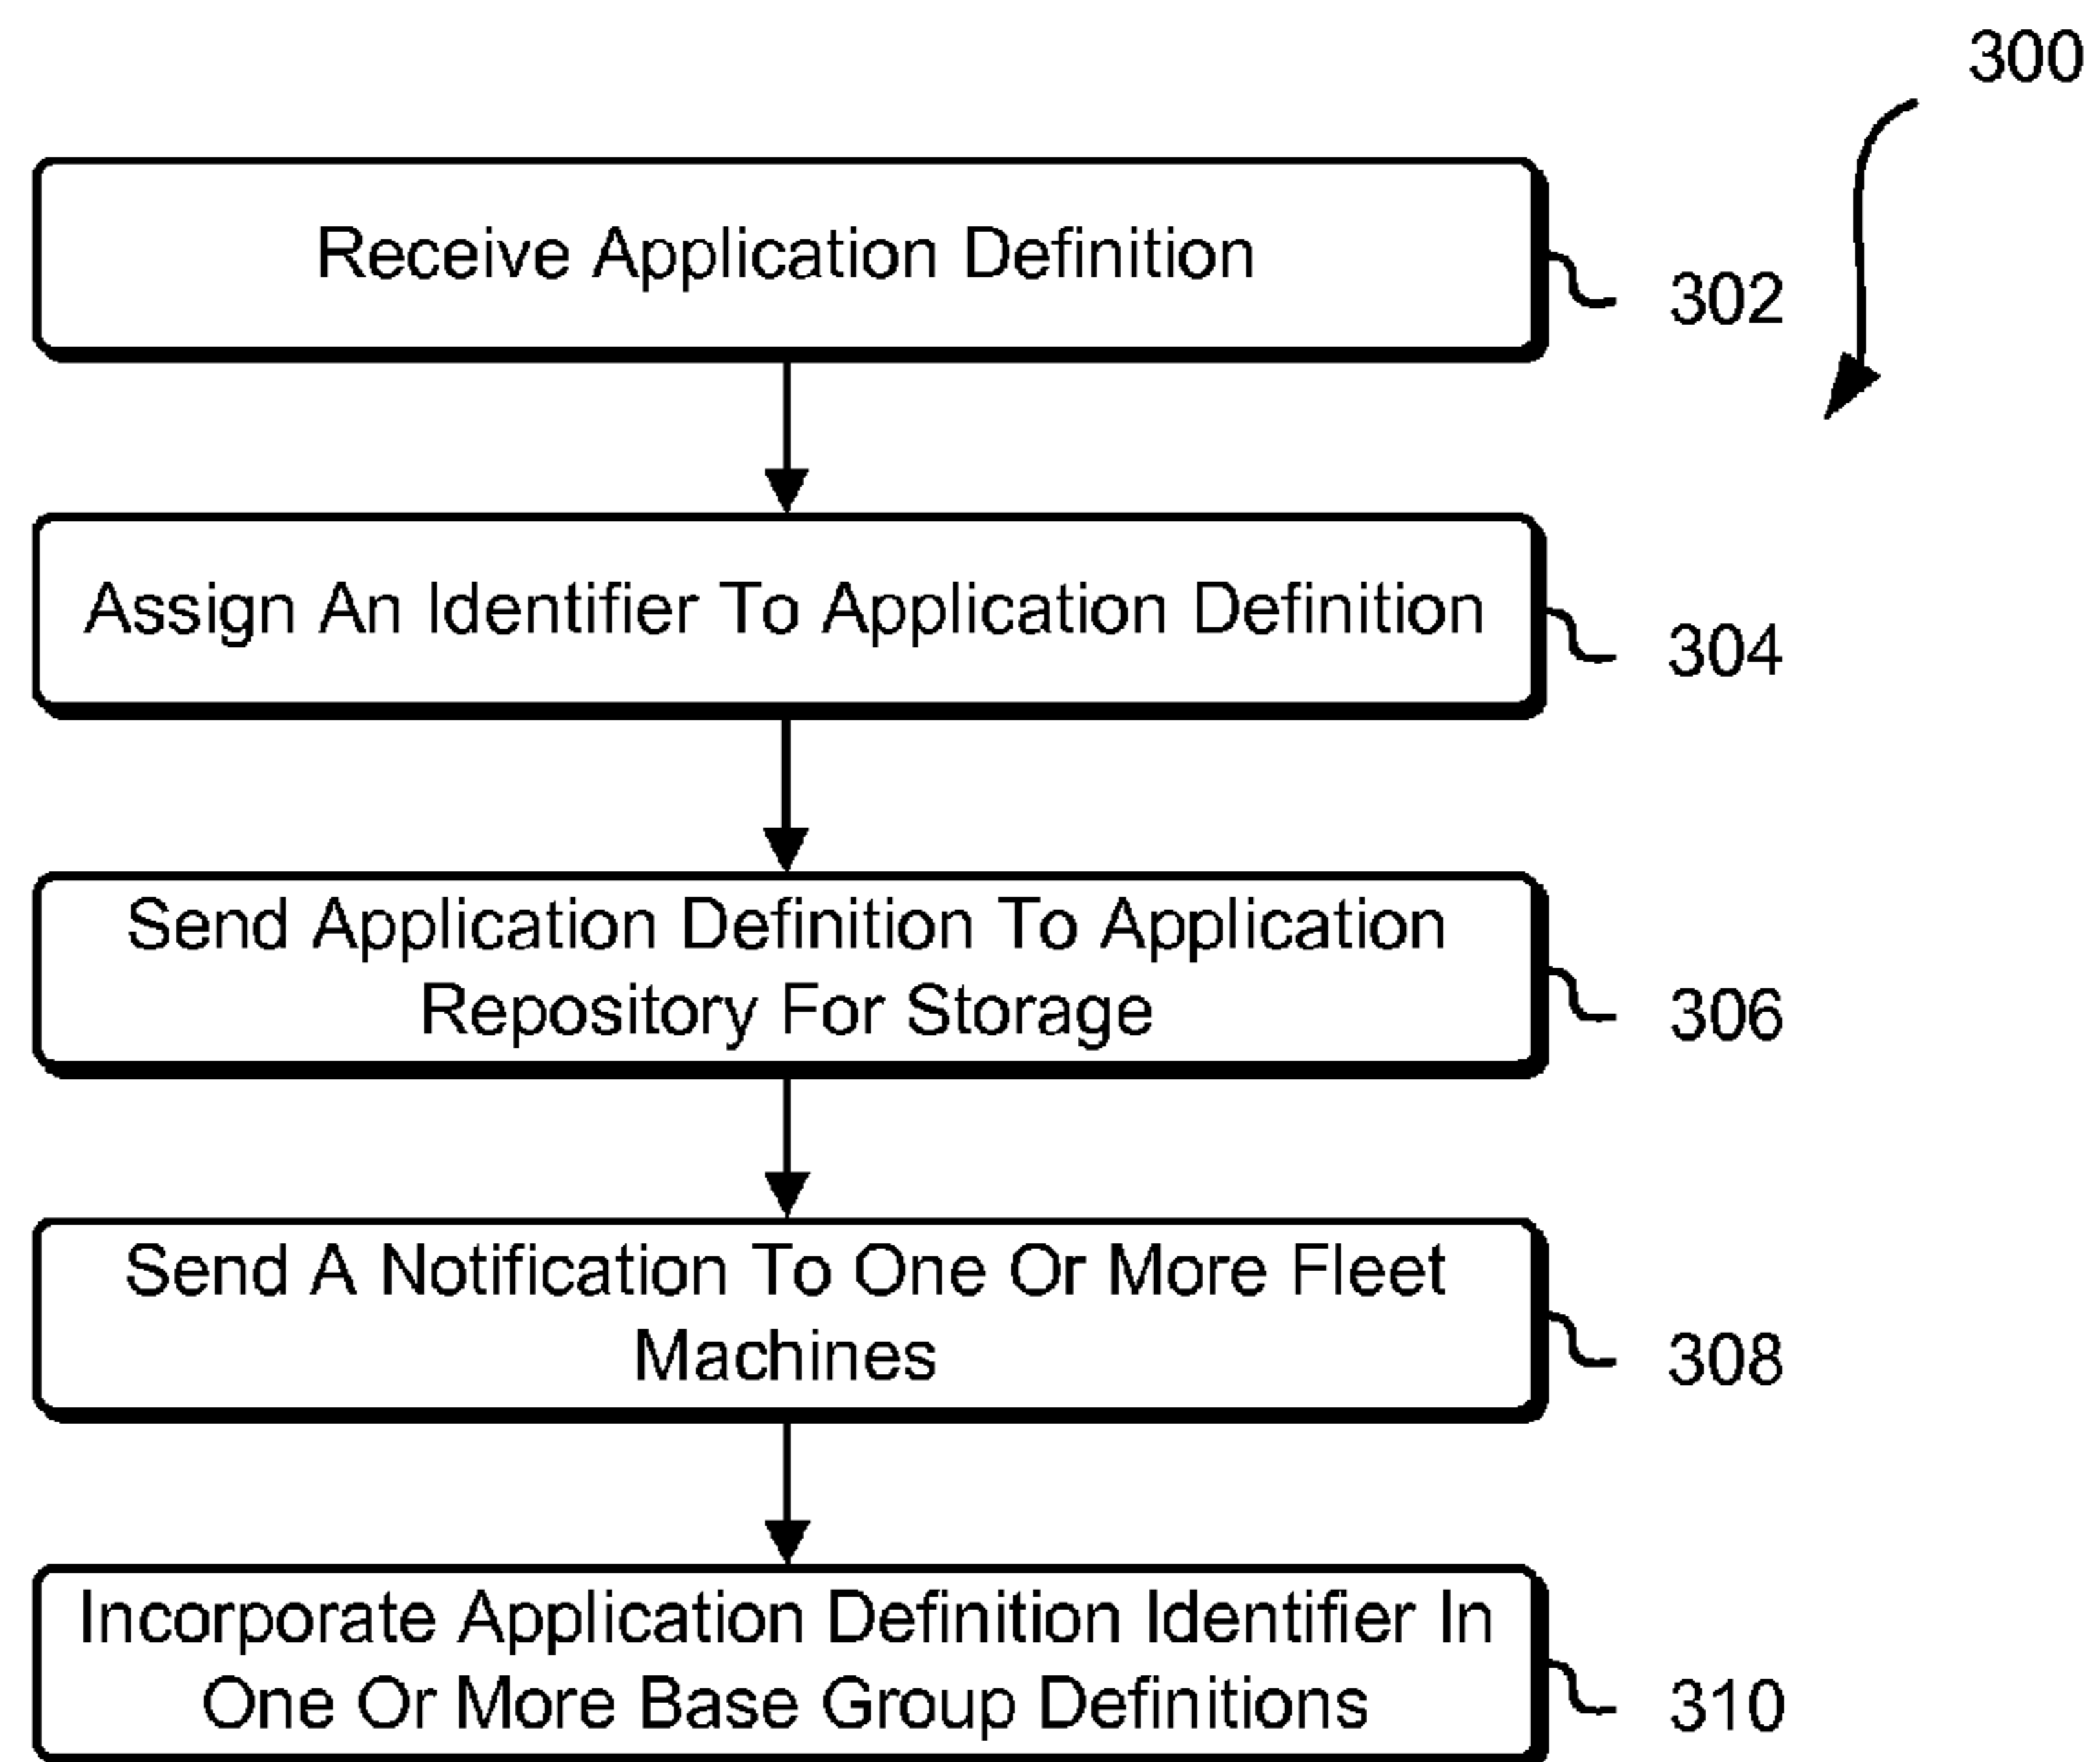 300
Receive Application Definition
302
Assign An Identifier To Application Definition
304
Send Application Definition To Application
Repository For Storage
306
Send A Notification To One Or More Fleet
Machines
308
Incorporate Application Definition Identifier In
One Or More Base Group Definitions
310